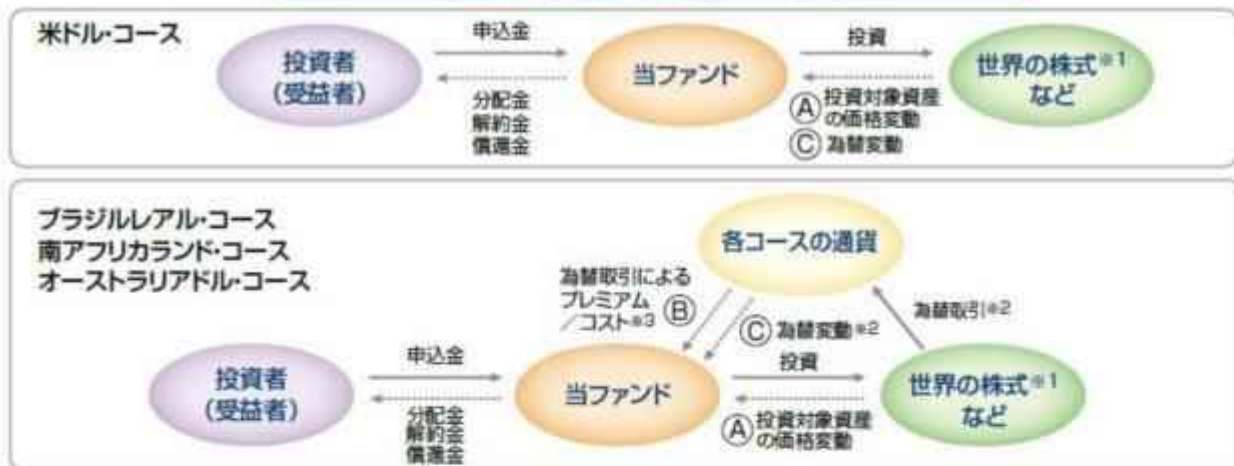 米ドル・コース
投資者
(受益者)
申込金
分配金
解約金
償還金
当ファンド
投資
Ⓐ 投資対象資産
の価格変動
Ⓒ 為替変動
世界の株式※1
など
ブラジルレアル・コース
南アフリカランド・コース
オーストラリアドル・コース
各コースの通貨
為替取引による
プレミアム
/コスト※3
Ⓑ
Ⓒ 為替変動※2
為替取引※2
投資者
(受益者)
申込金
分配金
解約金
償還金
当ファンド
投資
Ⓐ 投資対象資産
の価格変動
世界の株式※1
など